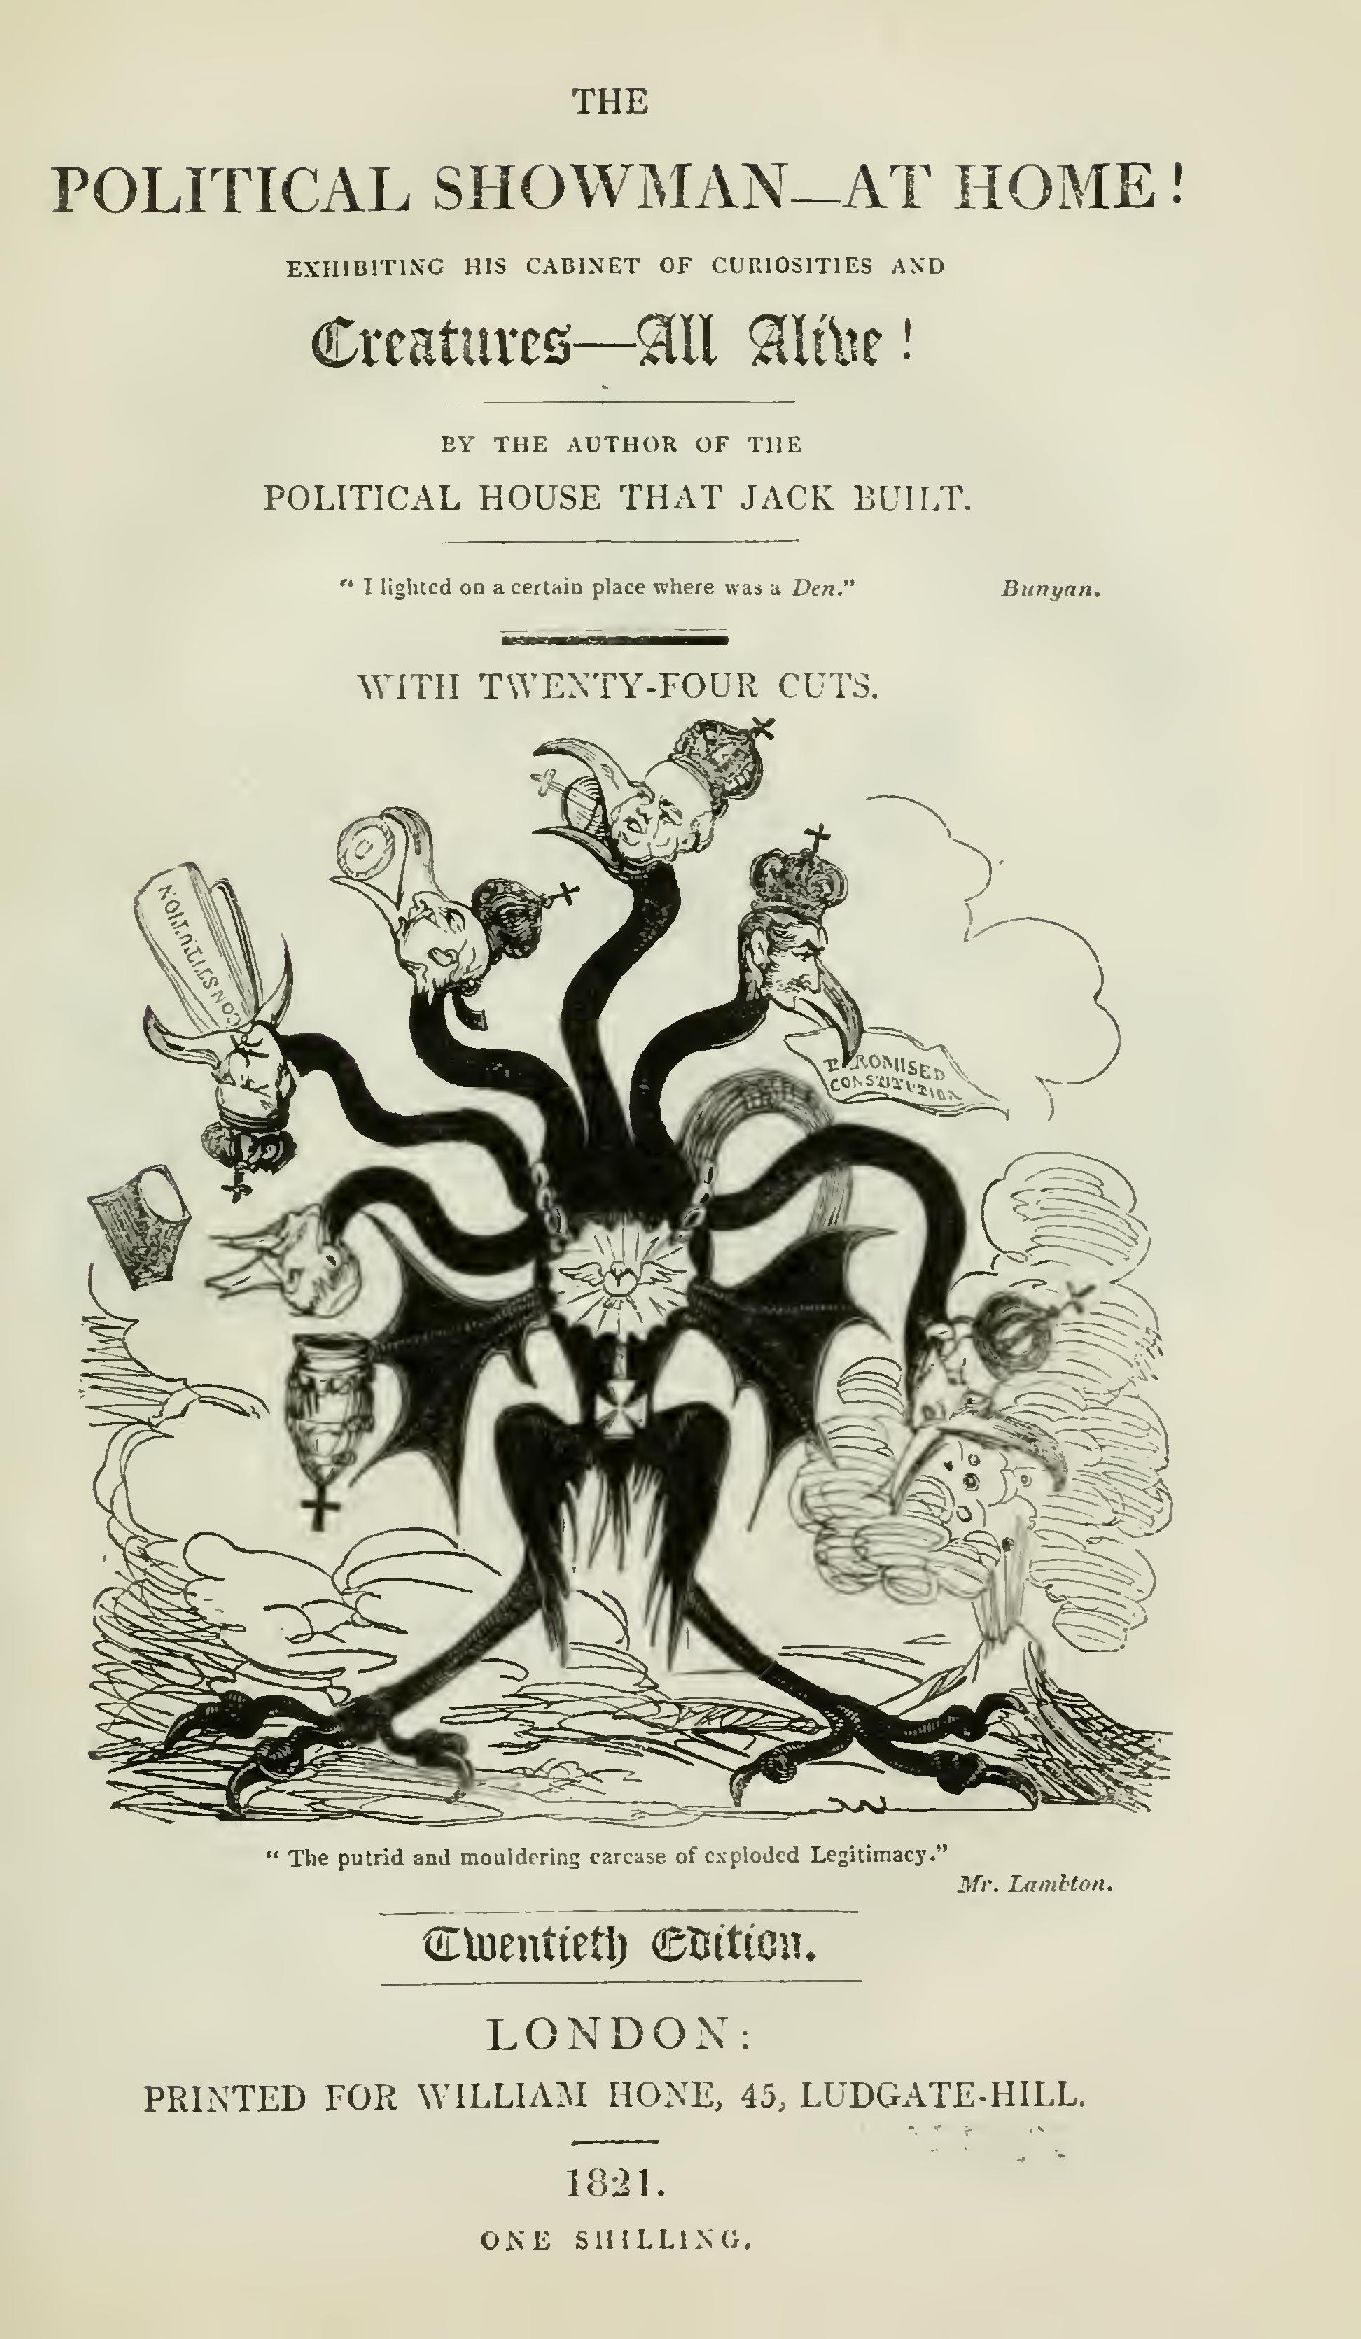 THE
POLITICAL SHOWMAN—AT HOME!
EXHIBITING HIS CABINET OF CURIOSITIES AND
Creatures—All Alive!
BY THE AUTHOR OF THE
POLITICAL HOUSE THAT JACK BUILT.
"I lighted on a certain place where was a Den." Bunyan.
WITH TWENTY-FOUR CUTS.
CONSTITUTION
PROMISED
CONSTITUTION
"The putrid and mouldering carcase of exploded Legitimacy."
Mr. Lambton.
Twentieth Edition.
LONDON:
PRINTED FOR WILLIAM HONE, 45, LUDGATE-HILL.
1821.
ONE SHILLING.